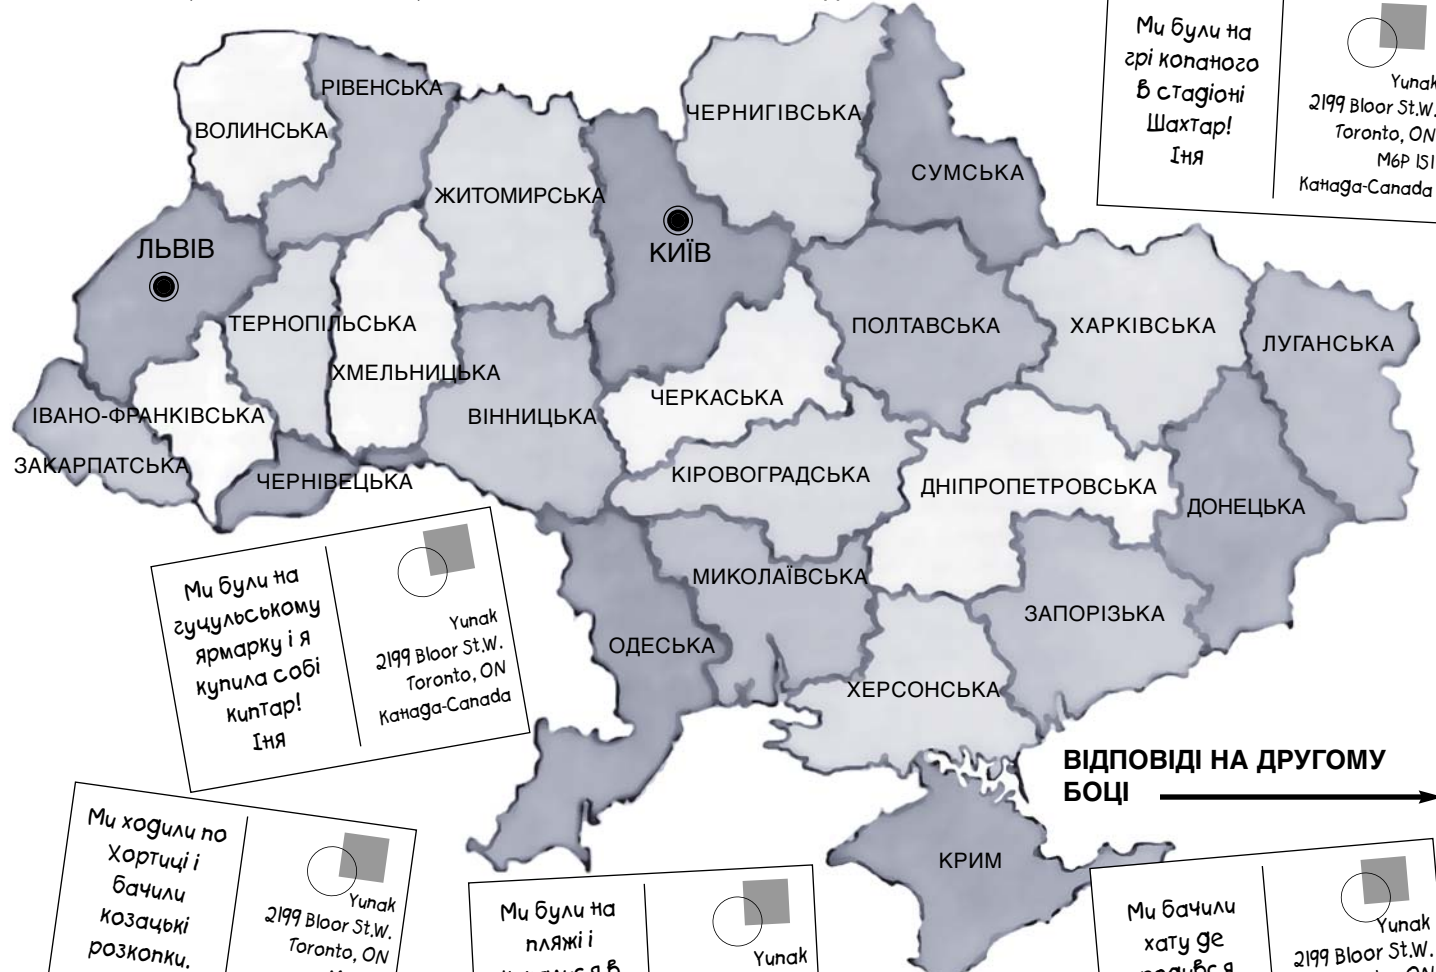 Ми були на
грі копаного
в стадіоні
Шахтар!
Іня
Yunak
2199 Bloor St.W.
Toronto, ON
M6P 1S1
Канада-Canada
РІВЕНСЬКА
ВОЛИНСЬКА
ЧЕРНИГІВСЬКА
СУМСЬКА
ЖИТОМИРСЬКА
ЛЬВІВ
КИЇВ
ТЕРНОПІЛЬСЬКА
ПОЛТАВСЬКА
ХАРКІВСЬКА
ЛУГАНСЬКА
ХМЕЛЬНИЦЬКА
ЧЕРКАСЬКА
ІВАНО-ФРАНКІВСЬКА
ВІННИЦЬКА
ЗАКАРПАТСЬКА
ЧЕРНІВЕЦЬКА
КІРОВОГРАДСЬКА
ДНІПРОПЕТРОВСЬКА
ДОНЕЦЬКА
МИКОЛАЇВСЬКА
ЗАПОРІЗЬКА
ОДЕСЬКА
ХЕРСОНСЬКА
КРИМ
Ми були на
гуцульському
ярмарку і я
купила собі
киптар!
Іня
Yunak
2199 Bloor St.W.
Toronto, ON
Канада-Canada
ВІДПОВІДІ НА ДРУГОМУ
БОЦІ
Ми ходили по
Хортиці і
бачили
козацькі
розкопки.
Yunak
2199 Bloor St.W.
Toronto, ON
Ми були на
пляжі і
Yunak
Ми бачили
хату де
Yunak
2199 Bloor St.W.